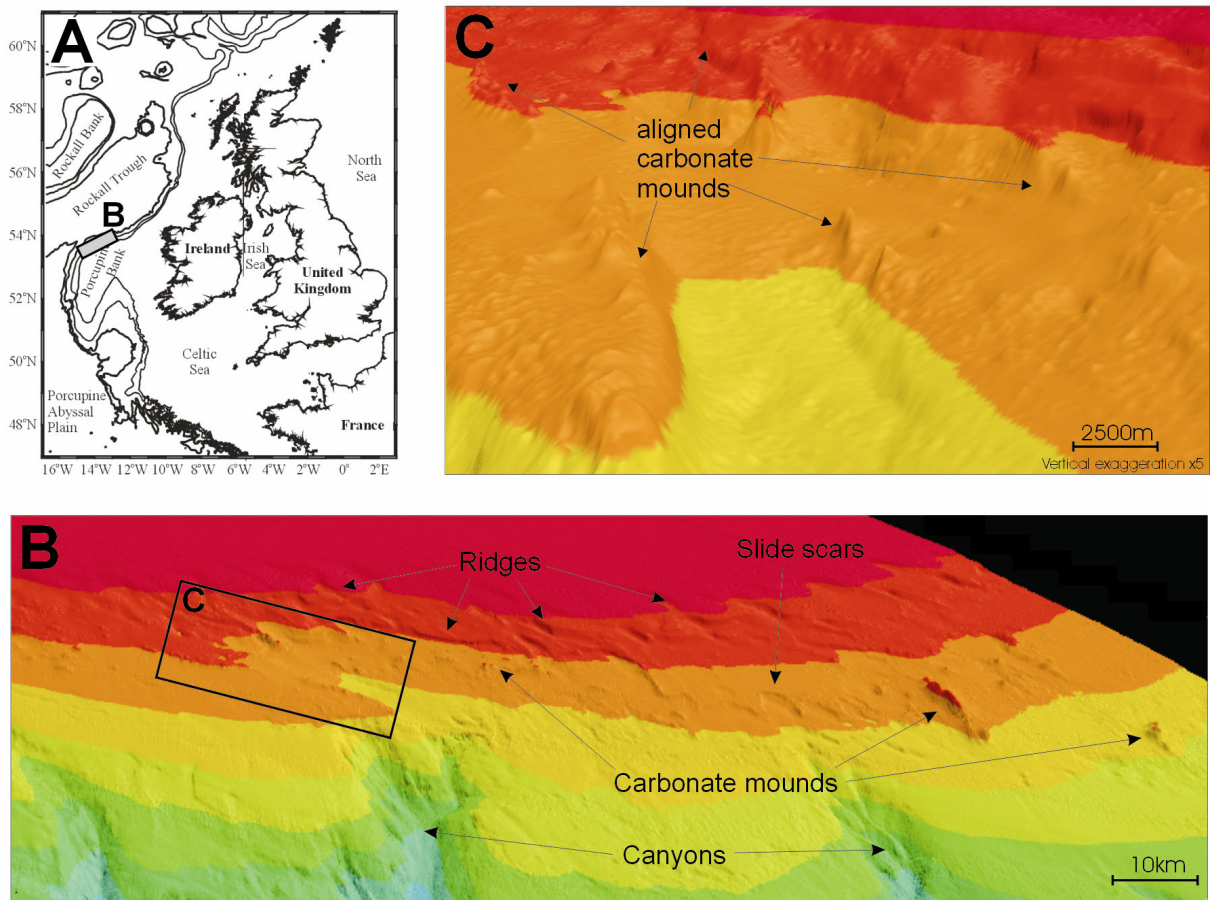 A
60°N
58°N
56°N
54°N
52°N
50°N
48°N
16°W 14°W 12°W 10°W 8°W 6°W 4°W 2°W 0° 2°E
Rockall Bank
Rockall Trough
North
Sea
B
Porcupine
Bank
Ireland
Irish
Sea
United
Kingdom
Celtic
Sea
Porcupine
Abyssal
Plain
France
C
aligned
carbonate
mounds
2500m
Vertical exaggeration x5
B
Ridges
Slide scars
C
Carbonate mounds
Canyons
10km